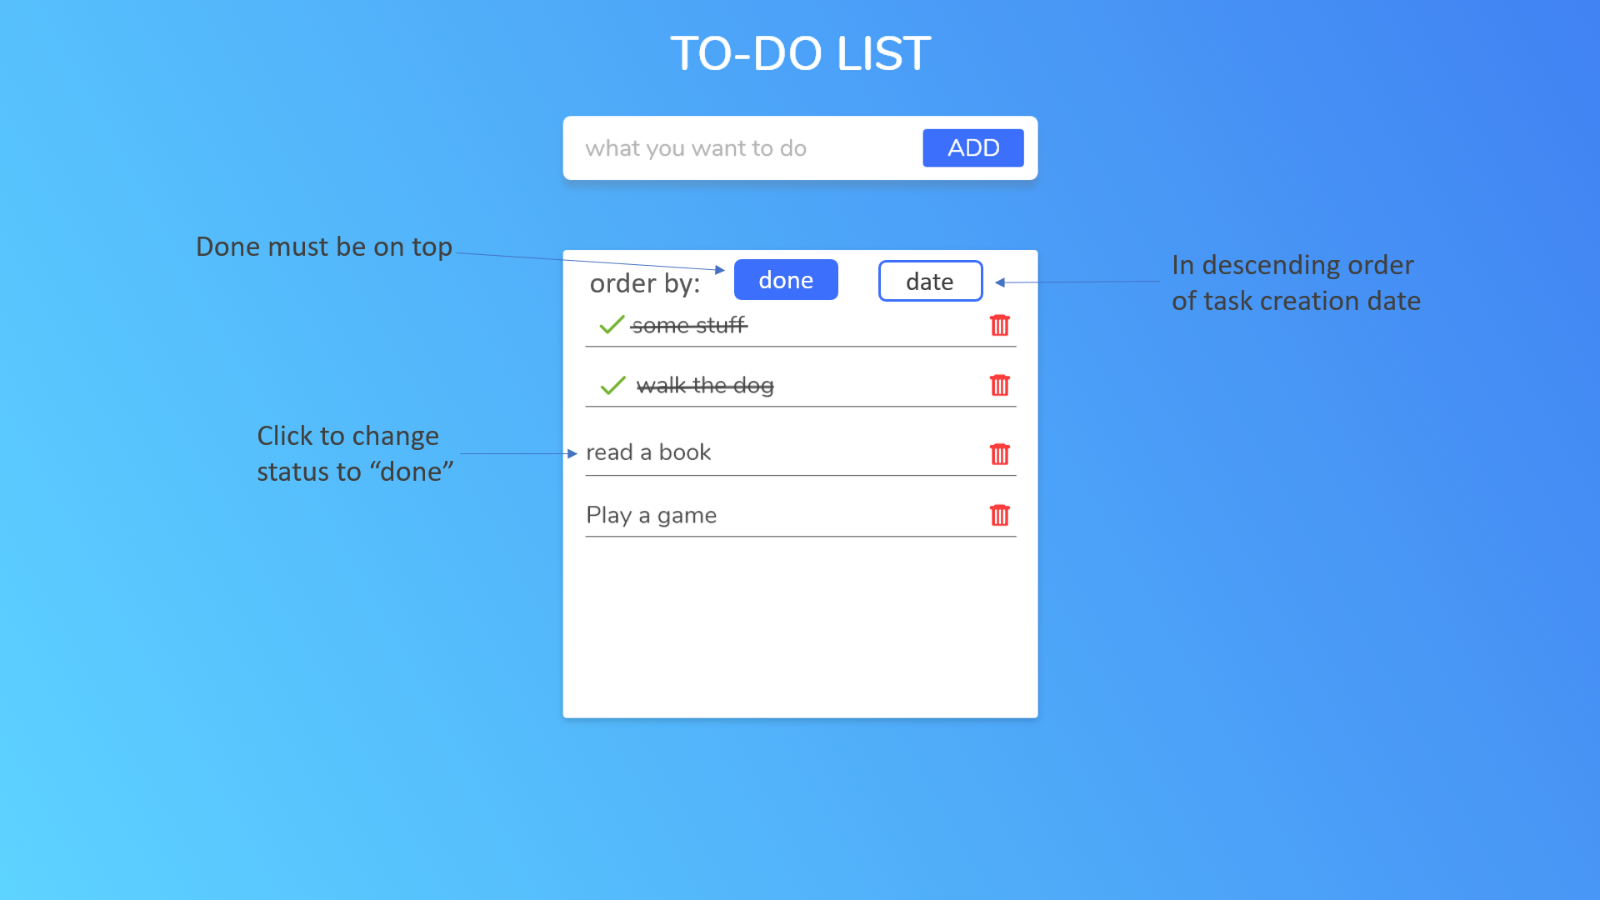 TO-DO LIST
what you want to do
ADD
Done must be on top
order by:
done
date
In descending order
of task creation date
some stuff
walk the dog
Click to change
status to “done”
read a book
Play a game